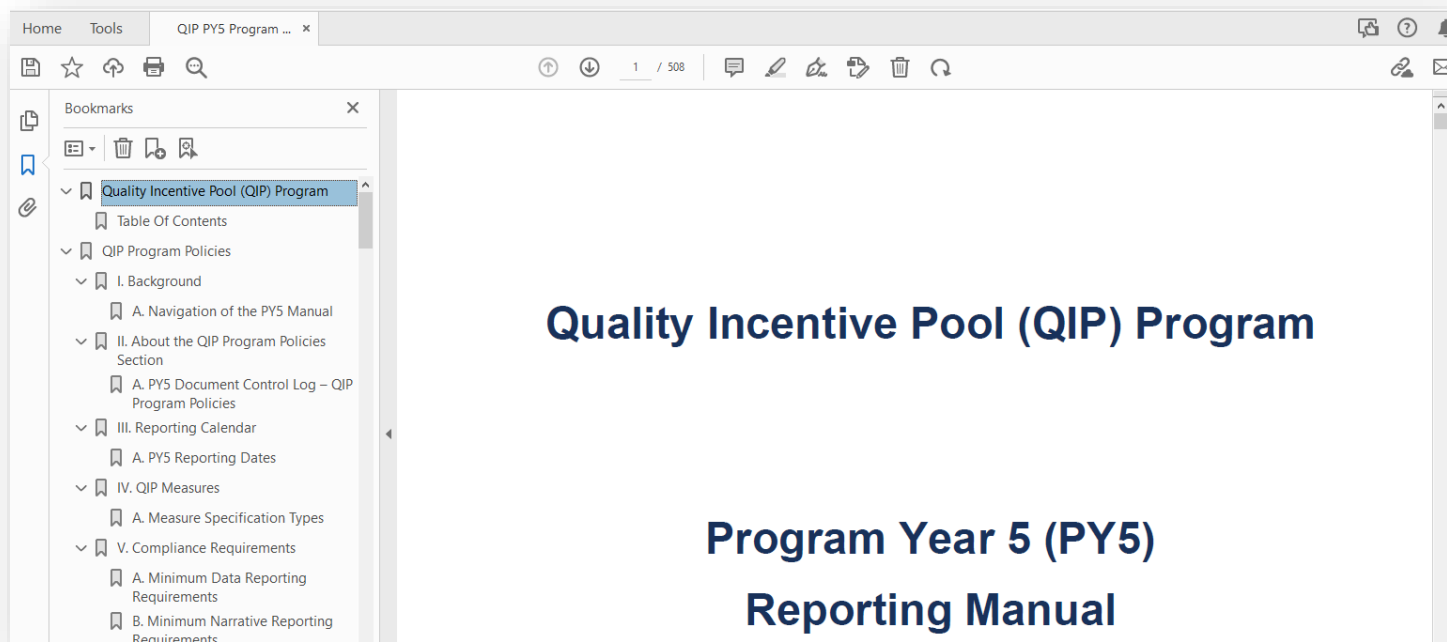 Home Tools QIP PY5 Program ... ×
1 / 508
Bookmarks
Quality Incentive Pool (QIP) Program
Table Of Contents
QIP Program Policies
I. Background
A. Navigation of the PY5 Manual
II. About the QIP Program Policies
Section
A. PY5 Document Control Log – QIP
Program Policies
III. Reporting Calendar
A. PY5 Reporting Dates
IV. QIP Measures
A. Measure Specification Types
V. Compliance Requirements
A. Minimum Data Reporting
Requirements
B. Minimum Narrative Reporting
Requirements
Quality Incentive Pool (QIP) Program
Program Year 5 (PY5)
Reporting Manual